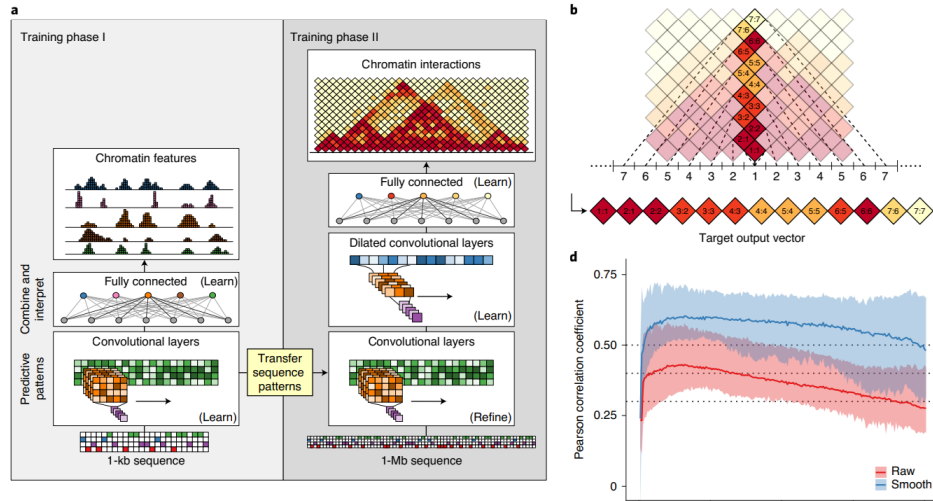 a
Training phase I
Chromatin features
Fully connected (Learn)
Convolutional layers
(Learn)
1-kb sequence
Combine and interpret
Predictive patterns
Transfer sequence patterns
Training phase II
Chromatin interactions
Fully connected (Learn)
Dilated convolutional layers
(Learn)
Convolutional layers
(Refine)
1-Mb sequence
b
7:7
7:6
6:6
6:5
5:5
5:4
4:4
4:3
3:3
3:2
2:2
2:1
1:1
7 6 5 4 3 2 1 2 3 4 5 6 7
1:1 2:1 2:2 3:2 3:3 4:3 4:4 5:4 5:5 6:5 6:6 7:6 7:7
Target output vector
d
Pearson correlation coefficient
0.75
0.50
0.25
0
Raw
Smooth